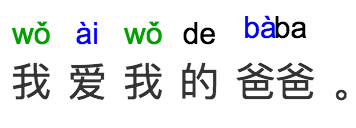 wǒ ài wǒ de bàba
我 爱 我 的 爸爸 。